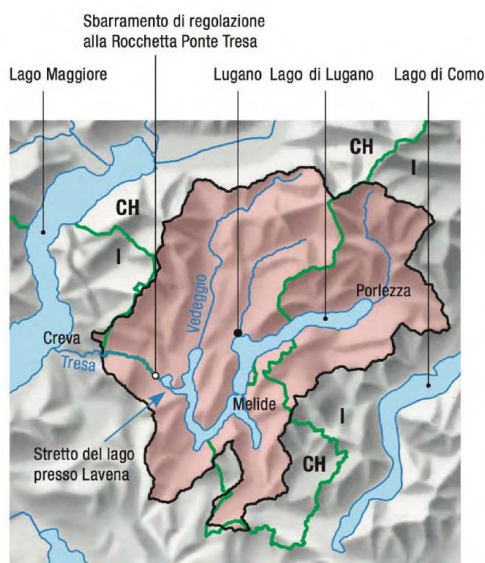 Sbarramento di regolazione
alla Rocchetta Ponte Tresa
Lago Maggiore
Lugano
Lago di Lugano
Lago di Como
CH
I
CH
I
Vedeggio
Porlezza
Creva
Tresa
Melide
I
Stretto del lago
presso Lavena
CH